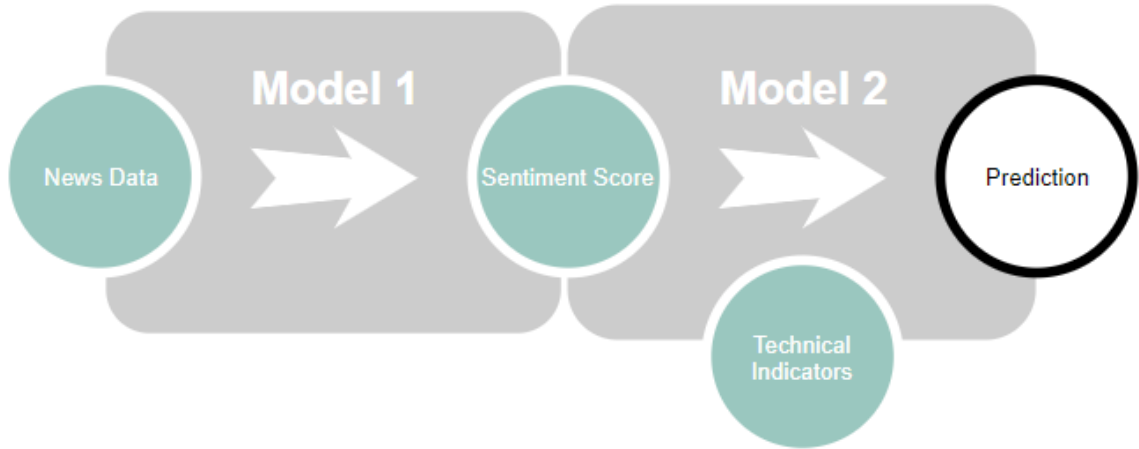 Model 1
Model 2
News Data
Sentiment Score
Prediction
Technical
Indicators